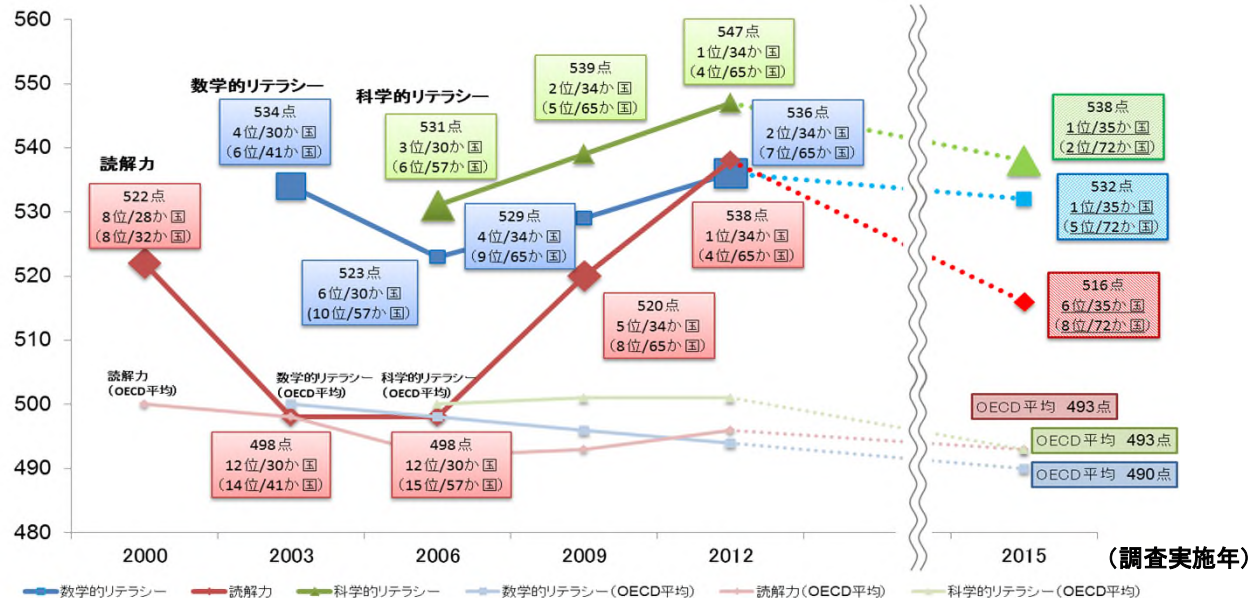 560
550
540
530
520
510
500
490
480
読解力
522点
8位/28か国
(8位/32か国)
数学的リテラシー
534点
4位/30か国
(6位/41か国)
科学的リテラシー
531点
3位/30か国
(6位/57か国)
539点
2位/34か国
(5位/65か国)
547点
1位/34か国
(4位/65か国)
536点
2位/34か国
(7位/65か国)
538点
1位/35か国
(2位/72か国)
532点
1位/35か国
(5位/72か国)
516点
6位/35か国
(8位/72か国)
523点
6位/30か国
(10位/57か国)
529点
4位/34か国
(9位/65か国)
538点
1位/34か国
(4位/65か国)
520点
5位/34か国
(8位/65か国)
読解力
(OECD平均)
数学的リテラシー
(OECD平均)
科学的リテラシー
(OECD平均)
498点
12位/30か国
(14位/41か国)
498点
12位/30か国
(15位/57か国)
OECD平均 493点
OECD平均 493点
OECD平均 490点
2000
2003
2006
2009
2012
2015
(調査実施年)
数学的リテラシー
読解力
科学的リテラシー
数学的リテラシー(OECD平均)
読解力(OECD平均)
科学的リテラシー(OECD平均)